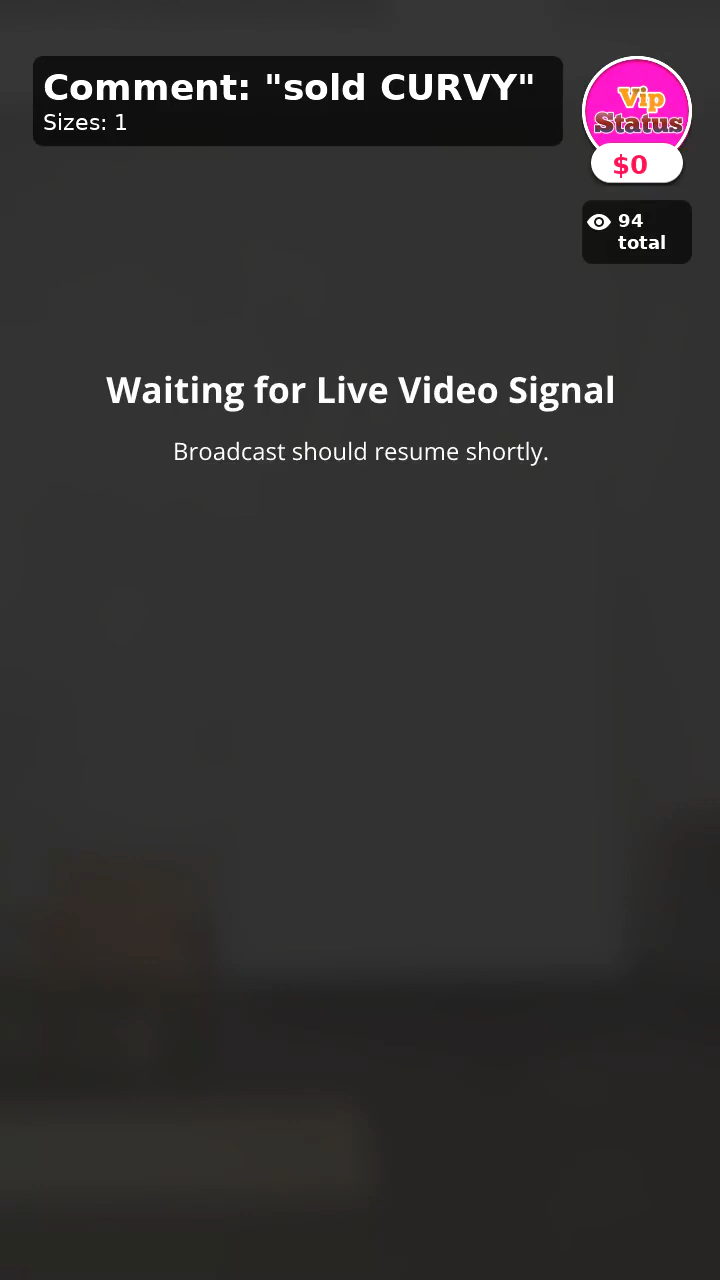 Comment: "sold CURVY"
Sizes: 1
Vip
Status
$0
94
total
Waiting for Live Video Signal
Broadcast should resume shortly.